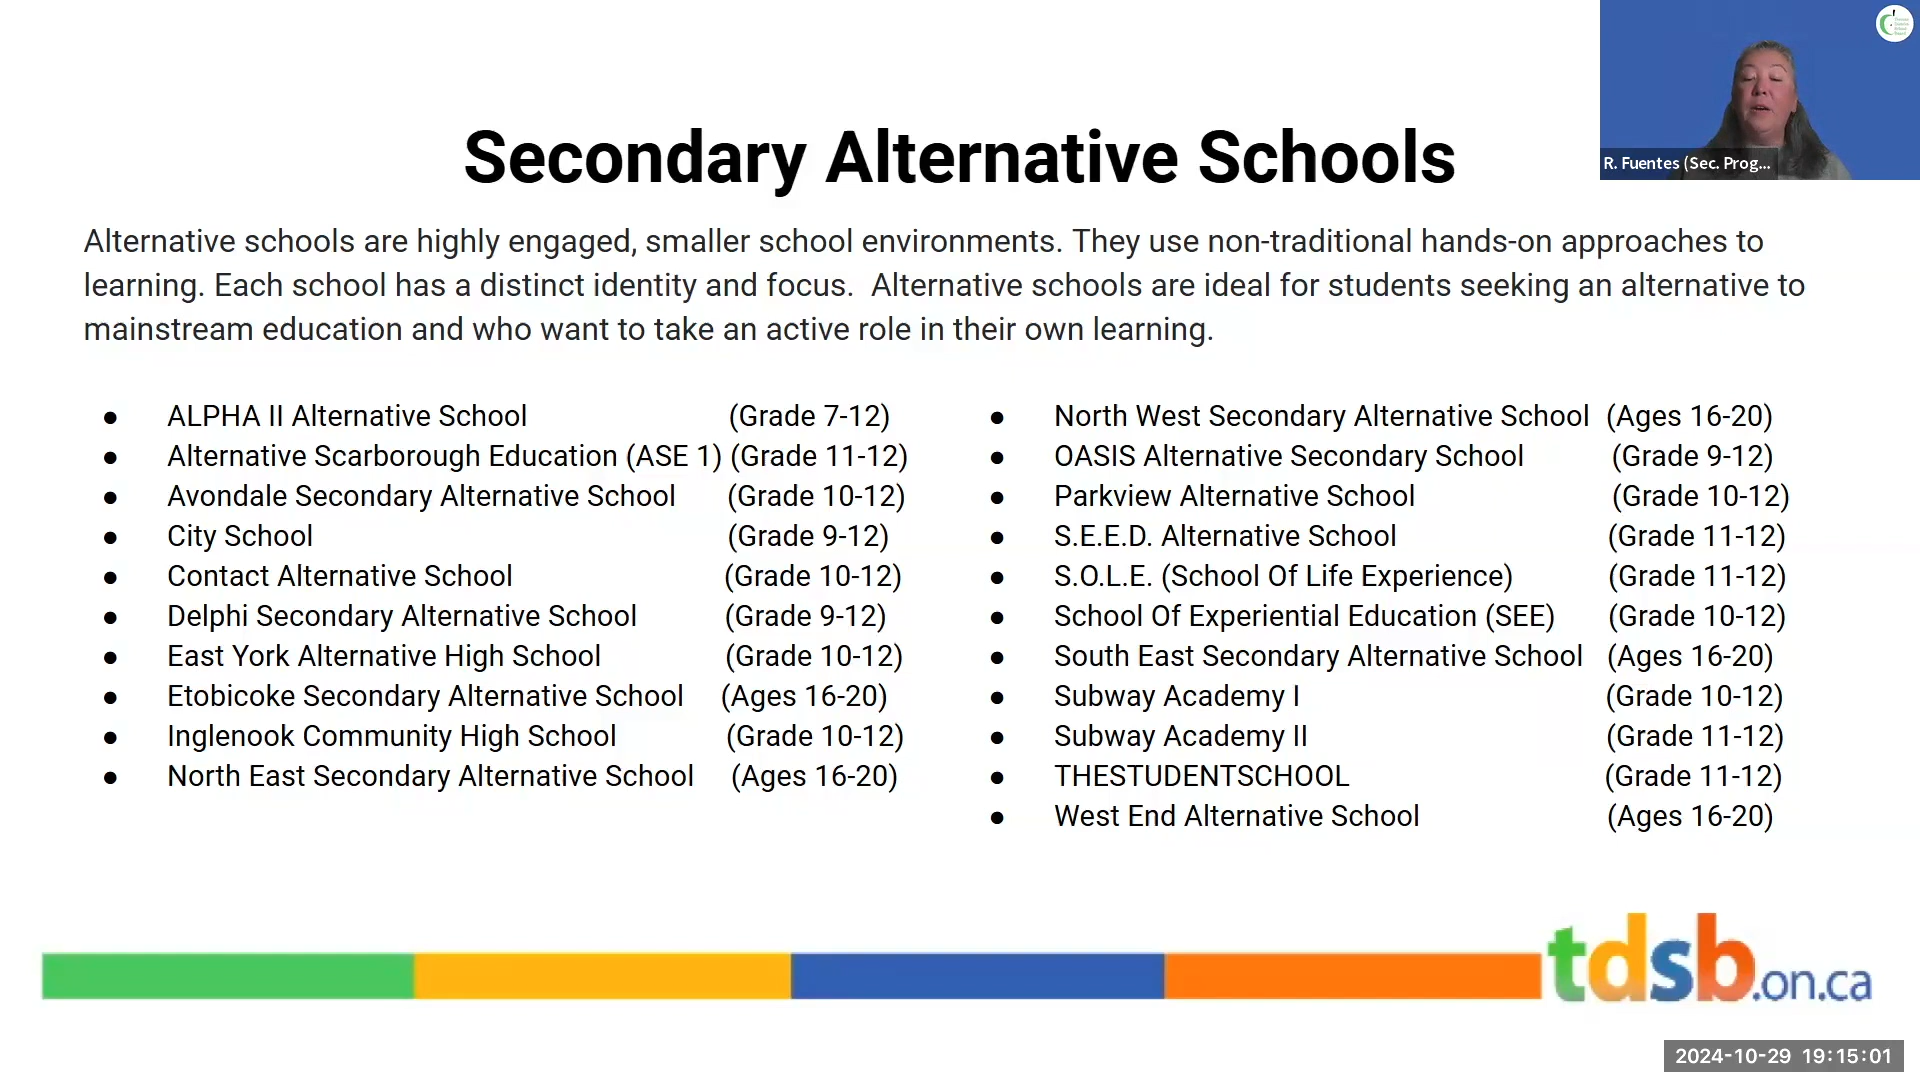 Secondary Alternative Schools
R. Fuentes (Sec. Prog...
Alternative schools are highly engaged, smaller school environments. They use non-traditional hands-on approaches to
learning. Each school has a distinct identity and focus.  Alternative schools are ideal for students seeking an alternative to
mainstream education and who want to take an active role in their own learning.
● ALPHA II Alternative School (Grade 7-12)
● Alternative Scarborough Education (ASE 1) (Grade 11-12)
● Avondale Secondary Alternative School (Grade 10-12)
● City School (Grade 9-12)
● Contact Alternative School (Grade 10-12)
● Delphi Secondary Alternative School (Grade 9-12)
● East York Alternative High School (Grade 10-12)
● Etobicoke Secondary Alternative School (Ages 16-20)
● Inglenook Community High School (Grade 10-12)
● North East Secondary Alternative School (Ages 16-20)
● North West Secondary Alternative School (Ages 16-20)
● OASIS Alternative Secondary School (Grade 9-12)
● Parkview Alternative School (Grade 10-12)
● S.E.E.D. Alternative School (Grade 11-12)
● S.O.L.E. (School Of Life Experience) (Grade 11-12)
● School Of Experiential Education (SEE) (Grade 10-12)
● South East Secondary Alternative School (Ages 16-20)
● Subway Academy I (Grade 10-12)
● Subway Academy II (Grade 11-12)
● THESTUDENTSCHOOL (Grade 11-12)
● West End Alternative School (Ages 16-20)
tdsb.on.ca
2024-10-29 19:15:01